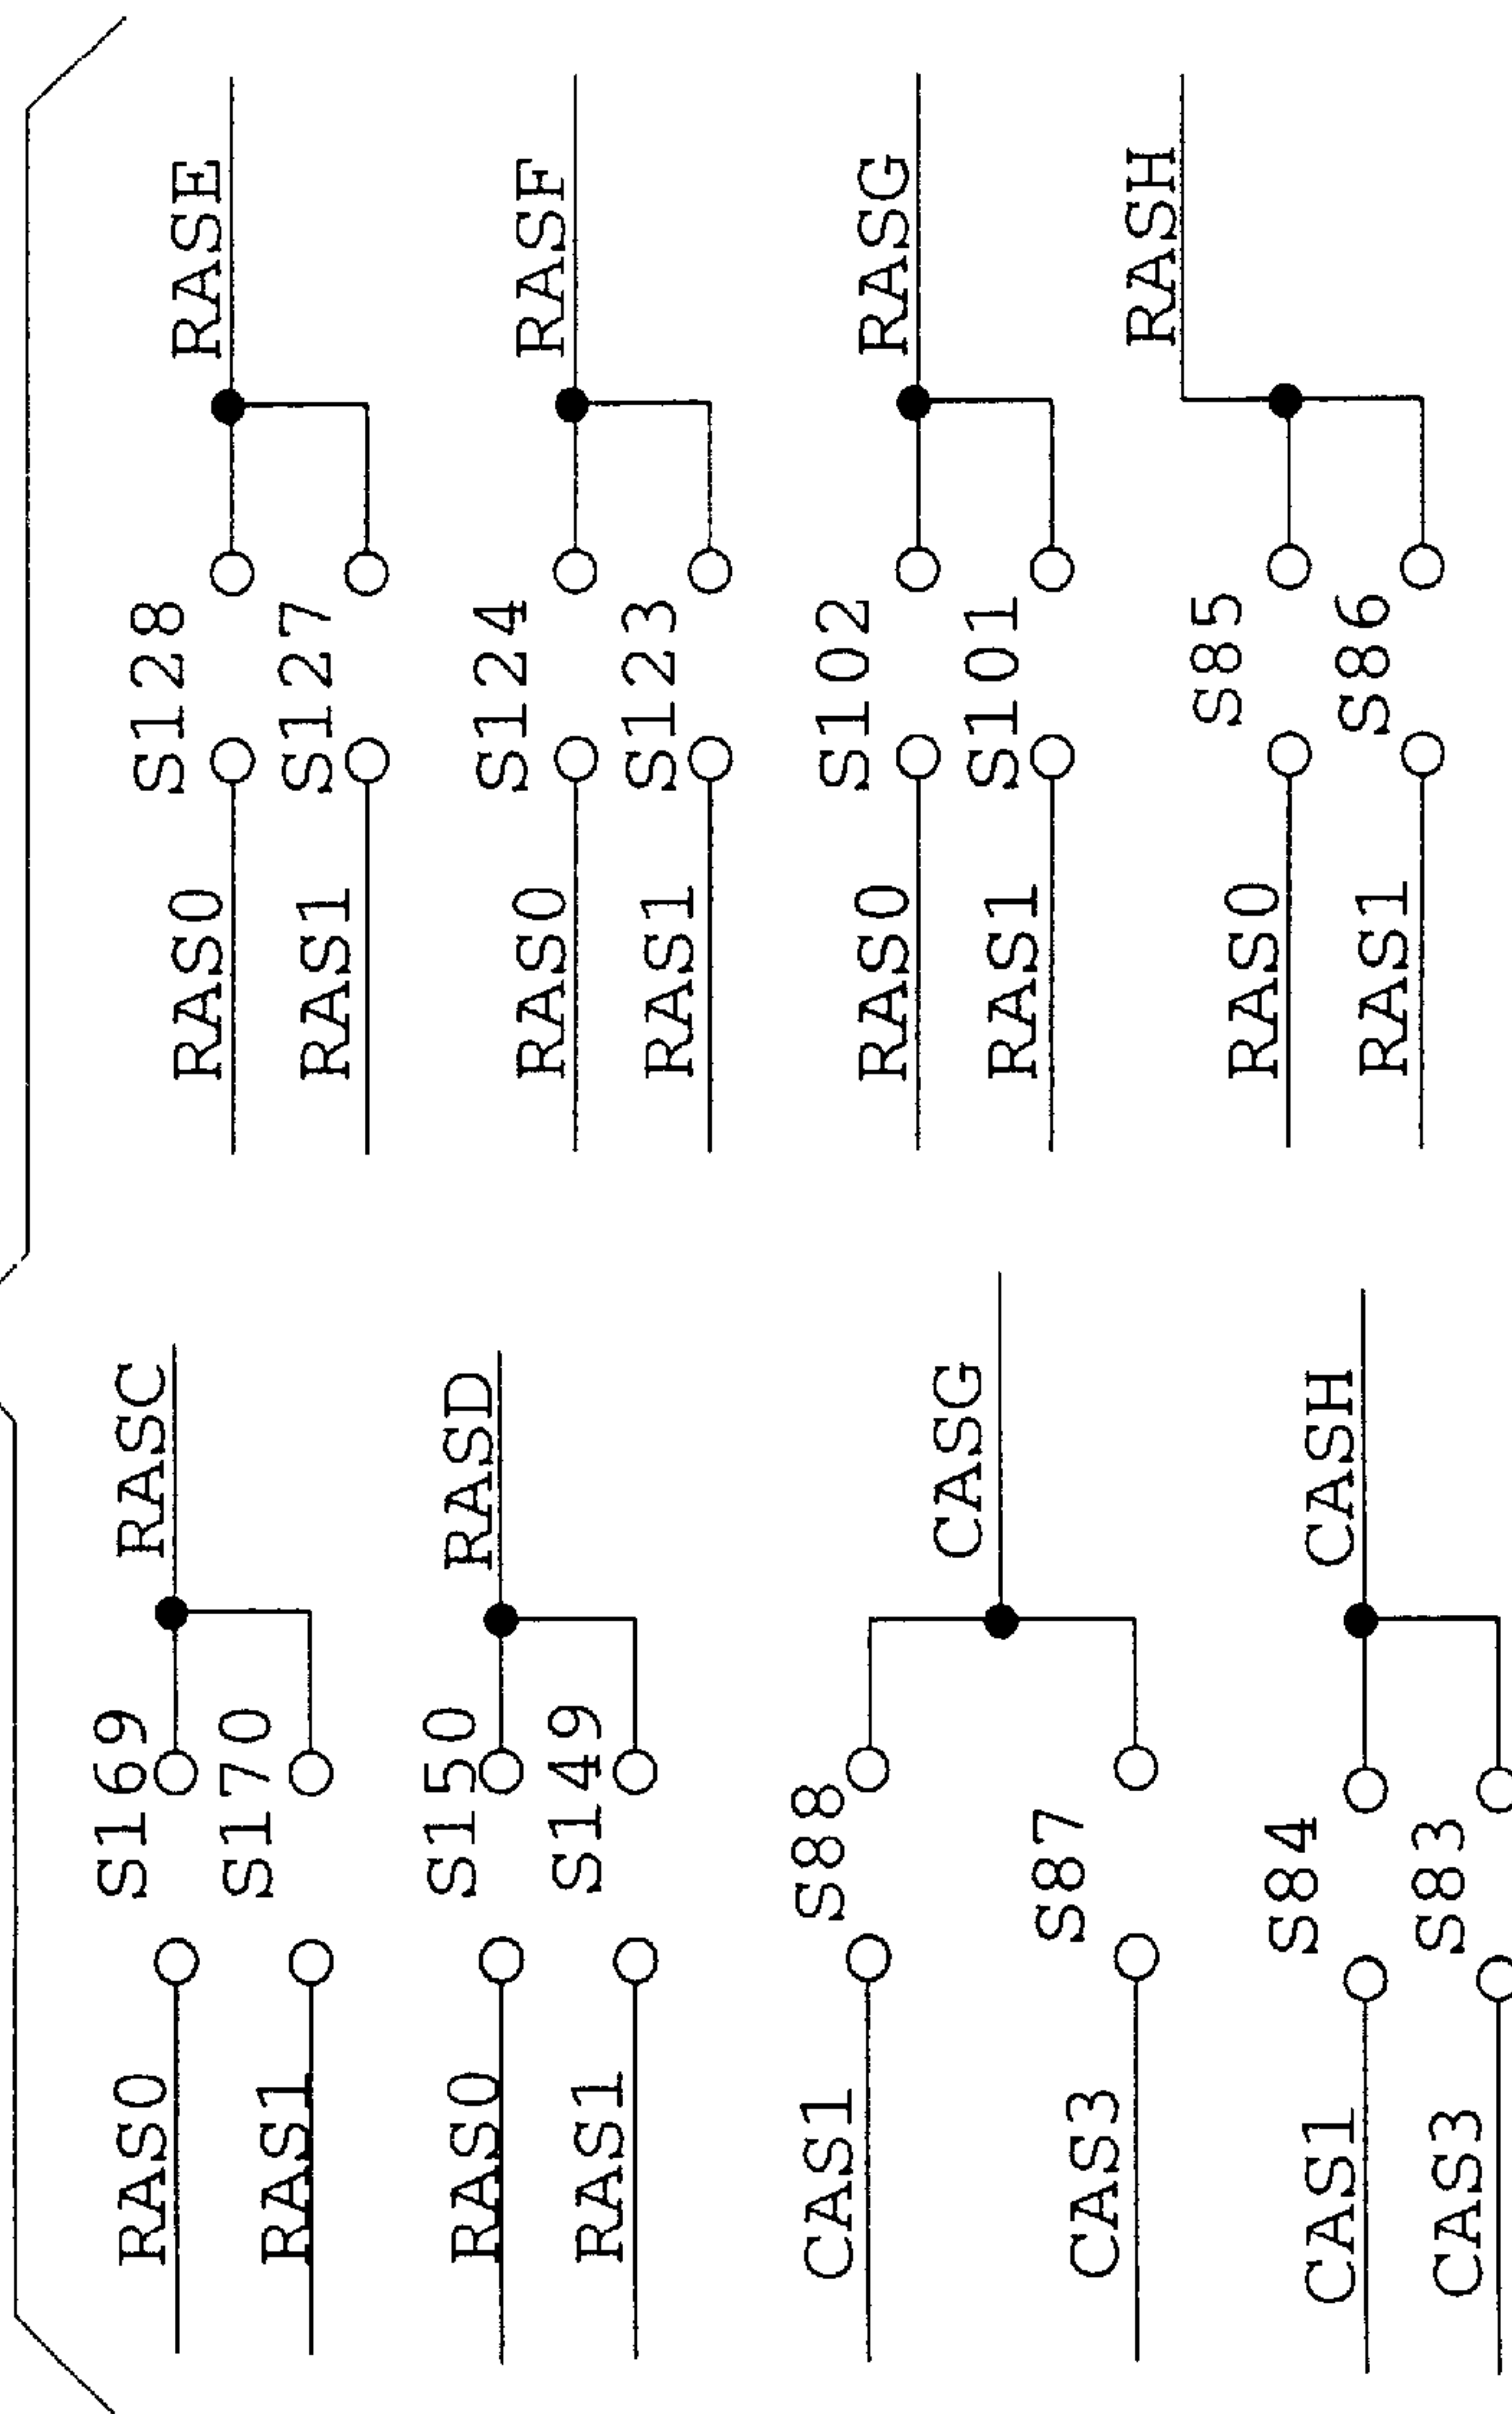 RAS0 S169 RASC
RAS1 S170
RAS0 S150 RASD
RAS1 S149
CAS1 S88 CASG
CAS3 S87
CAS1 S84 CASH
CAS3 S83
RAS0 S128 RASE
RAS1 S127
RAS0 S124 RASF
RAS1 S123
RAS0 S102 RASG
RAS1 S101
RAS0 S85 RASH
RAS1 S86